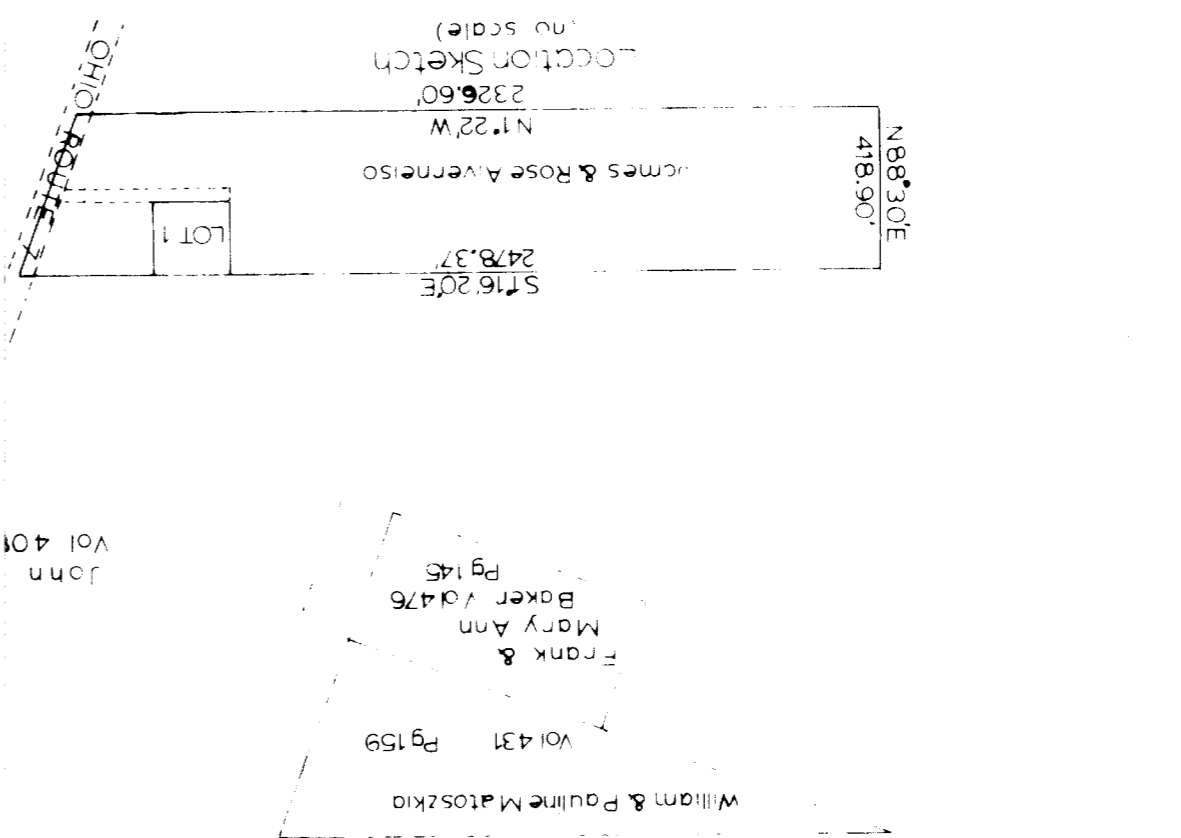 William & Pauline Matoszkia
Vol 431 Pg 159
Frank &
Mary Ann
Baker Vol 476
Pg 145
John
Vol
S1°16'20"E
2478.37'
LOT 1
N88°30'E
418.90'
James & Rose Alverneiso
OHIO ROUTE 7
N1°22'W
2326.60'
Location Sketch
(no scale)